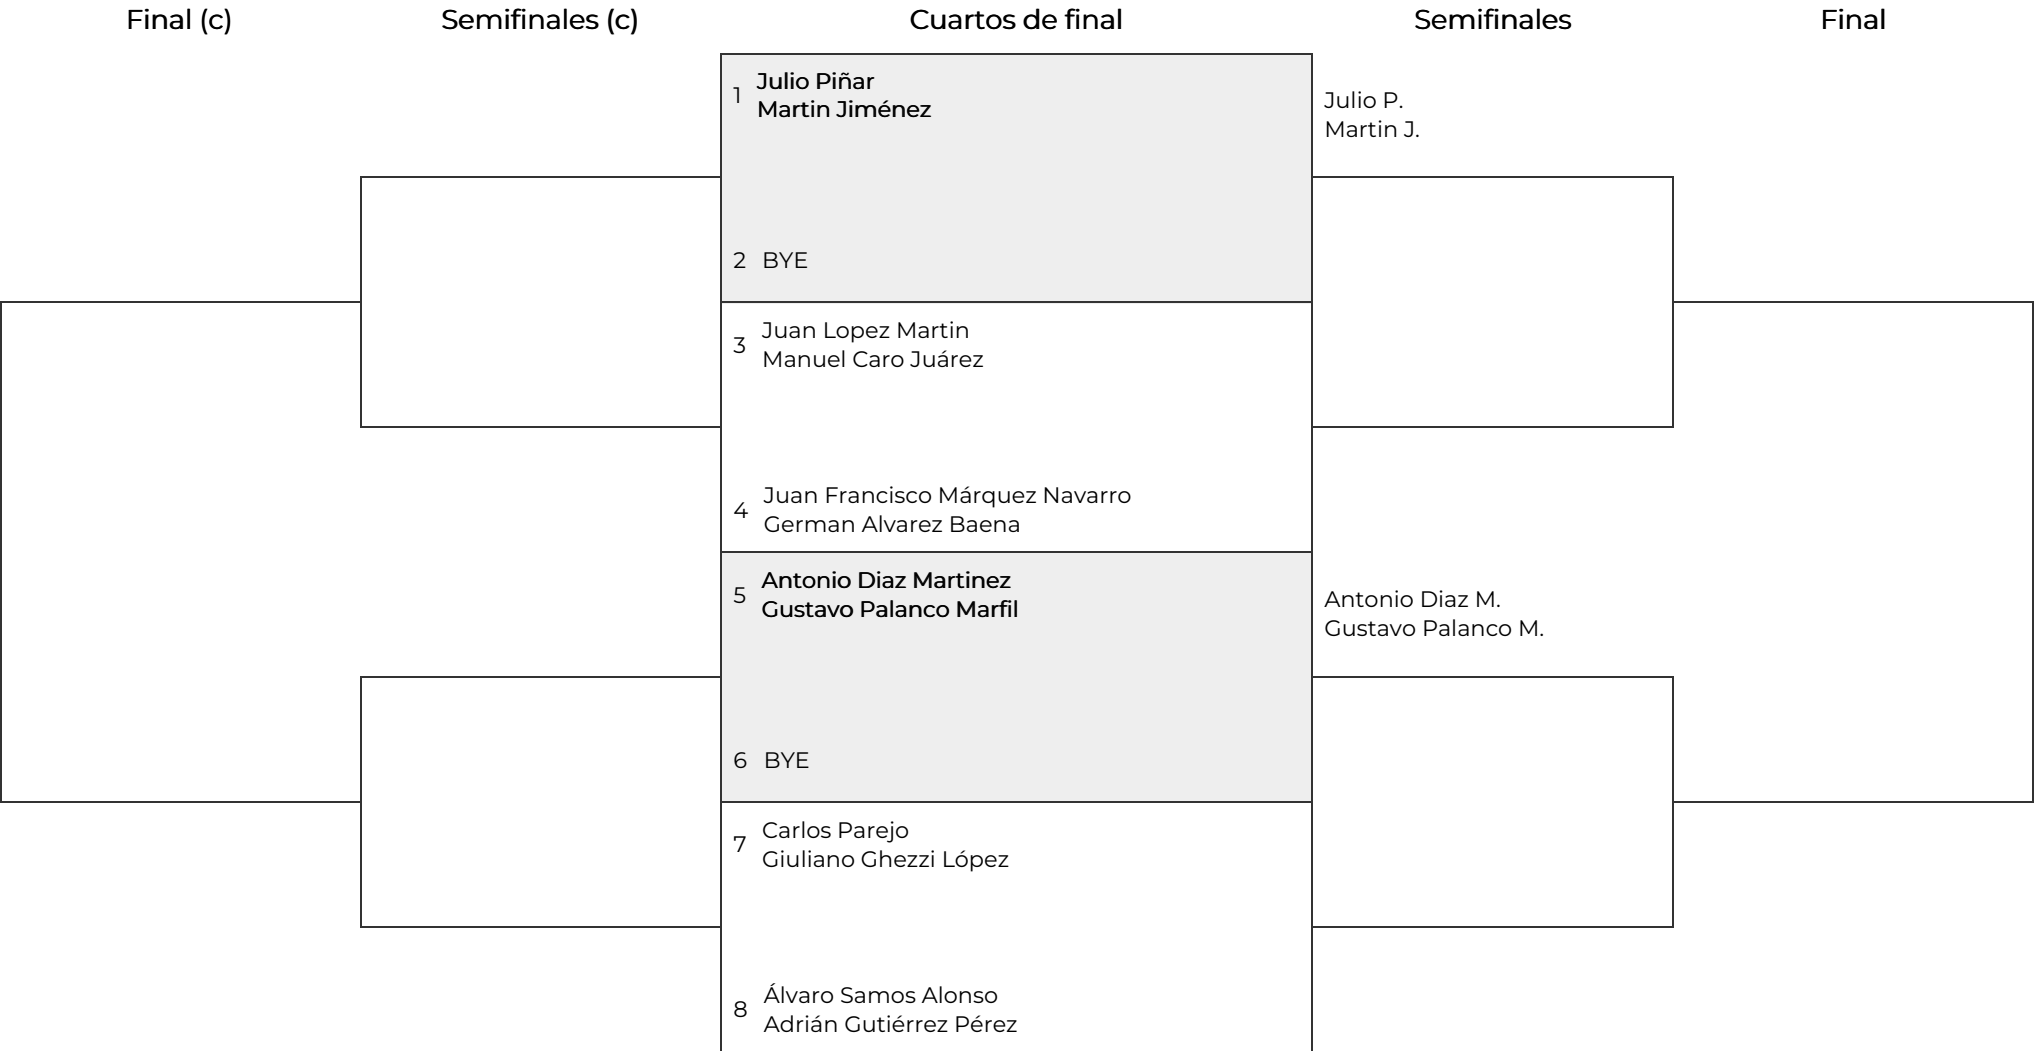 Final (c)
Semifinales (c)
Cuartos de final
Semifinales
Final
1
Julio Piñar
Martin Jiménez
Julio P.
Martin J.
2 BYE
3
Juan Lopez Martin
Manuel Caro Juárez
4
Juan Francisco Márquez Navarro
German Alvarez Baena
5
Antonio Diaz Martinez
Gustavo Palanco Marfil
Antonio Diaz M.
Gustavo Palanco M.
6 BYE
7
Carlos Parejo
Giuliano Ghezzi López
8
Álvaro Samos Alonso
Adrián Gutiérrez Pérez